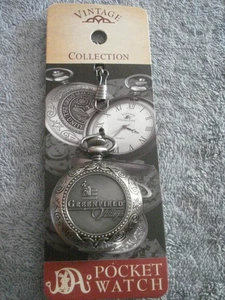 VINTAGE
COLLECTION
GREENFIELD
POCKET
WATCH